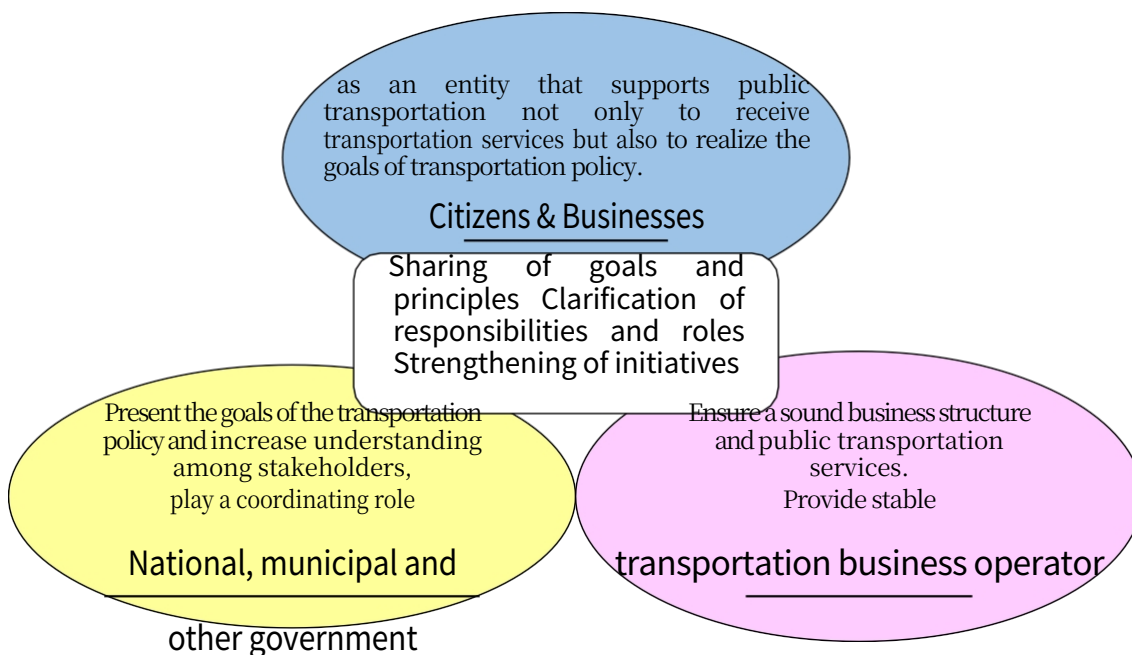 as an entity that supports public
transportation not only to receive
transportation services but also to realize the
goals of transportation policy.
Citizens & Businesses
Sharing of goals and
principles Clarification of
responsibilities and roles
Strengthening of initiatives
Present the goals of the transportation
policy and increase understanding
among stakeholders,
play a coordinating role
National, municipal and
other government
Ensure a sound business structure
and public transportation
services.
Provide stable
transportation business operator